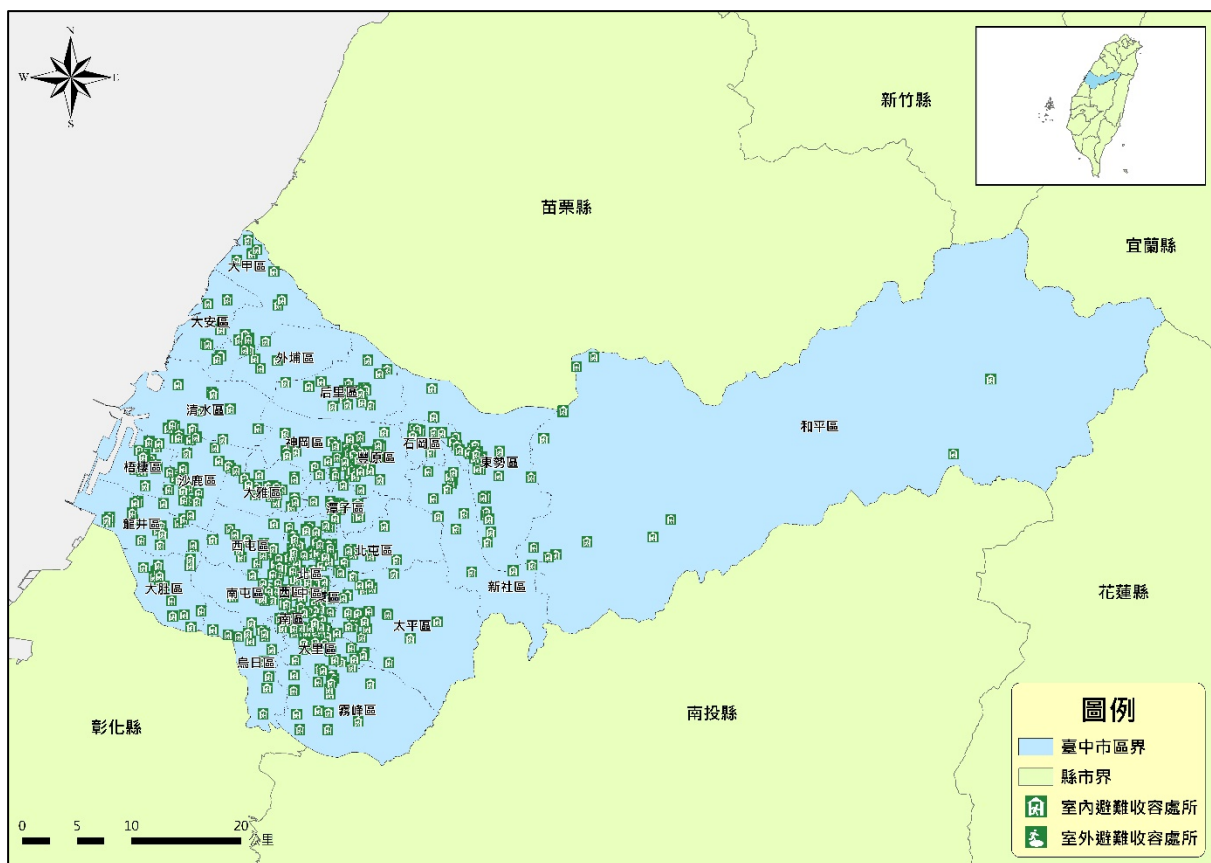 N
W
E
S
新竹縣
苗栗縣
宜蘭縣
大甲區
大安區
外埔區
后里區
清水區
和平區
神岡區
石岡區
豐原區
東勢區
梧棲區
沙鹿區
大雅區
潭子區
龍井區
西屯區
北屯區
北區
新社區
大肚區
南屯區
西區
中區
花蓮縣
南區
太平區
大里區
烏日區
霧峰區
南投縣
彰化縣
圖例
臺中市區界
縣市界
室內避難收容處所
室外避難收容處所
0 5 10 20
公里